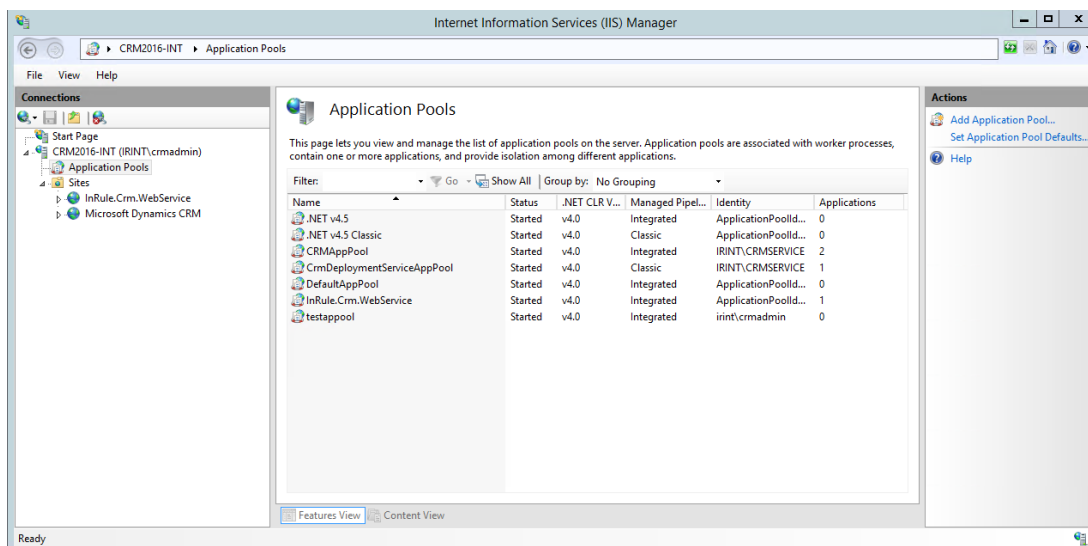 Internet Information Services (IIS) Manager
CRM2016-INT Application Pools
File View Help
Connections
Start Page
CRM2016-INT (IRINT\crmadmin)
Application Pools
Sites
InRule.Crm.WebService
Microsoft Dynamics CRM
Application Pools
This page lets you view and manage the list of application pools on the server. Application pools are associated with worker processes,
contain one or more applications, and provide isolation among different applications.
Filter: Go Show All Group by: No Grouping
Name Status .NET CLR V... Managed Pipel... Identity Applications
.NET v4.5 Started v4.0 Integrated ApplicationPoolId... 0
.NET v4.5 Classic Started v4.0 Classic ApplicationPoolId... 0
CRMAppPool Started v4.0 Integrated IRINT\CRMSERVICE 2
CrmDeploymentServiceAppPool Started v4.0 Classic IRINT\CRMSERVICE 1
DefaultAppPool Started v4.0 Integrated ApplicationPoolId... 0
InRule.Crm.WebService Started v4.0 Integrated ApplicationPoolId... 1
testappool Started v4.0 Integrated irint\crmadmin 0
Features View Content View
Actions
Add Application Pool...
Set Application Pool Defaults...
Help
Ready